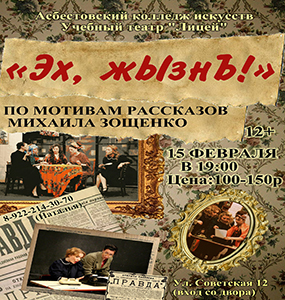 Асбестовский колледж искусств
Учебный театр "Лицей"
«Эх, жЫзнЪ!»
ПО МОТИВАМ РАССКАЗОВ
МИХАИЛА ЗОЩЕНКО
12+
15 ФЕВРАЛЯ
В 19:00
Цена:100-150р
8-922-214-30-70
(Наталия)
ПРАВДА
Ул. Советская 12
(вход со двора)